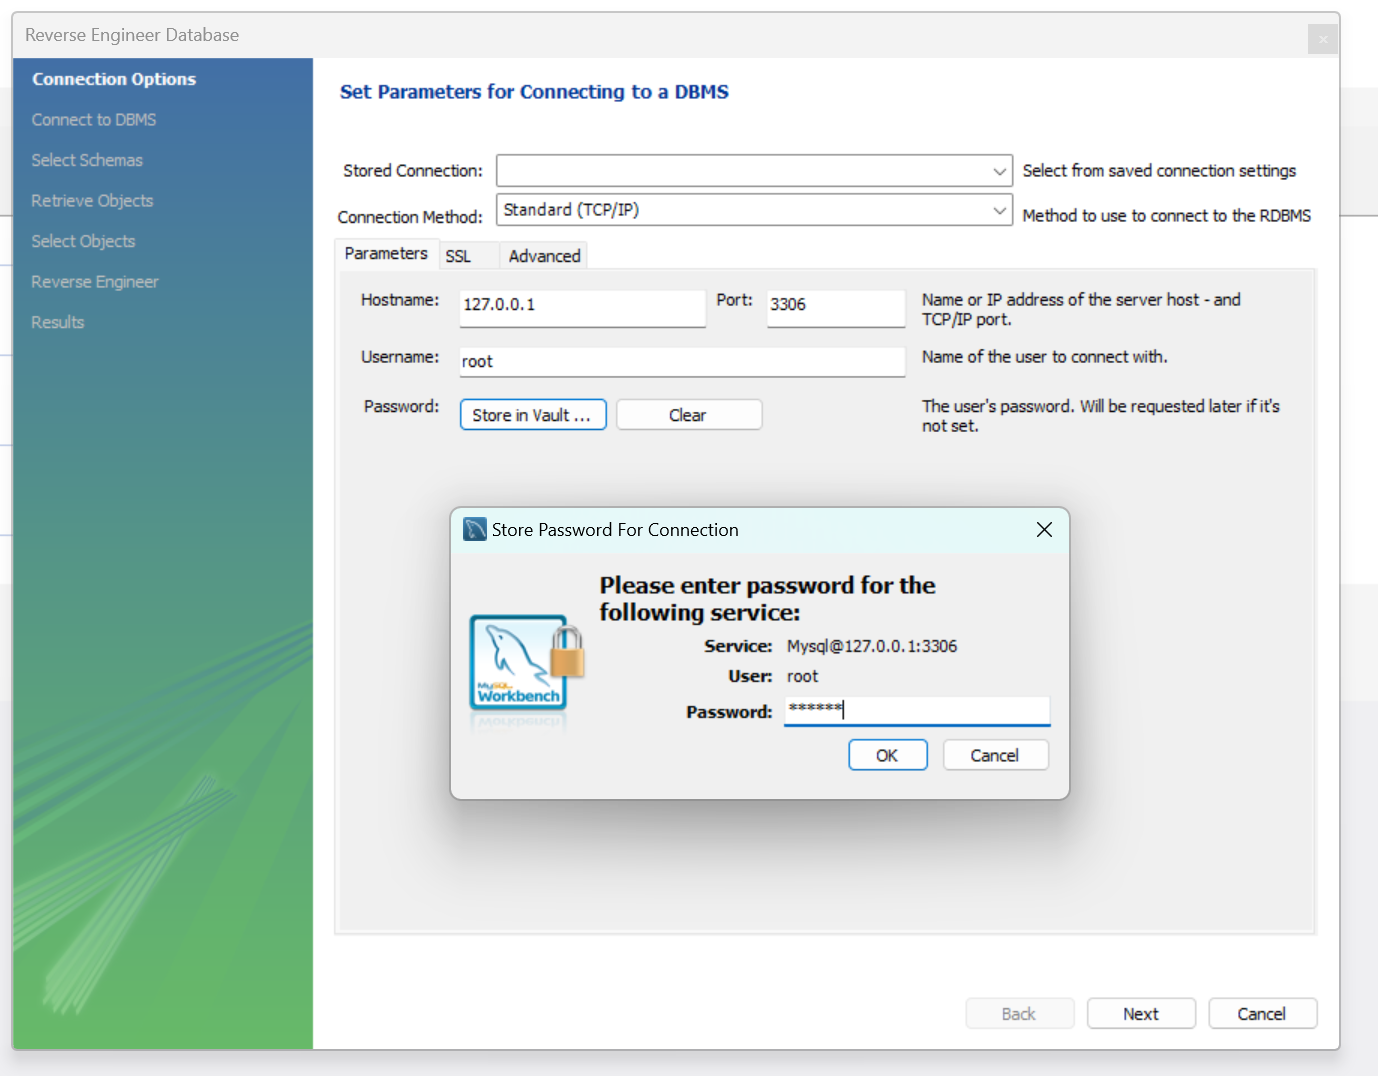 Reverse Engineer Database
Connection Options
Connect to DBMS
Select Schemas
Retrieve Objects
Select Objects
Reverse Engineer
Results
Set Parameters for Connecting to a DBMS
Stored Connection:
Select from saved connection settings
Connection Method: Standard (TCP/IP)
Method to use to connect to the RDBMS
Parameters SSL Advanced
Hostname: 127.0.0.1 Port: 3306
Name or IP address of the server host - and
TCP/IP port.
Username: root
Name of the user to connect with.
Password: Store in Vault ... Clear
The user's password. Will be requested later if it's
not set.
Store Password For Connection
Please enter password for the
following service:
Service: Mysql@127.0.0.1:3306
User: root
Password: ******
OK Cancel
MySQL
Workbench
Back Next Cancel